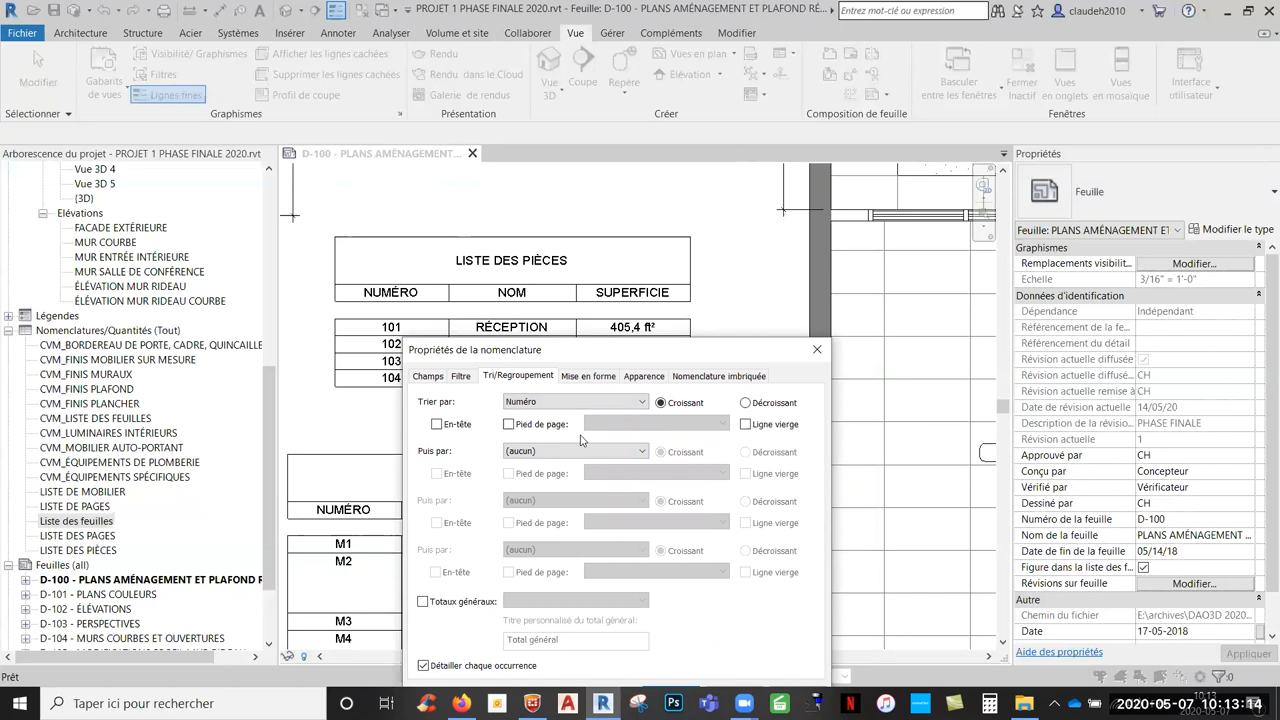 PROJET 1 PHASE FINALE 2020.rvt - Feuille: D-100 - PLANS AMÉNAGEMENT ET PLAFOND RÉ...
Entrez mot-clé ou expression
claudeh2010
Fichier Architecture Structure Acier Systèmes Insérer Annoter Analyser Volume et site Collaborer Vue Gérer Compléments Modifier
Modifier
Gabarits de vues
Visibilité/ Graphismes
Filtres
Lignes fines
Afficher les lignes cachées
Supprimer les lignes cachées
Profil de coupe
Rendu
Rendu dans le Cloud
Galerie de rendus
Vue 3D
Coupe
Repère
Vues en plan
Élévation
Basculer entre les fenêtres
Fermer Inactif
Vues en onglets
Vues en mosaïque
Interface utilisateur
Sélectionner
Graphismes
Présentation
Créer
Composition de feuille
Fenêtres
Arborescence du projet - PROJET 1 PHASE FINALE 2020.rvt
Vue 3D 4
Vue 3D 5
{3D}
Elévations
FACADE EXTÉRIEURE
MUR COURBE
MUR ENTRÉE INTÉRIEURE
MUR SALLE DE CONFÉRENCE
ÉLÉVATION MUR RIDEAU
ÉLÉVATION MUR RIDEAU COURBE
Légendes
Nomenclatures/Quantités (Tout)
CVM_BORDEREAU DE PORTE, CADRE, QUINCAILLE
CVM_FINIS MOBILIER SUR MESURE
CVM_FINIS MURAUX
CVM_FINIS PLAFOND
CVM_FINIS PLANCHER
CVM_LISTE DES FEUILLES
CVM_LUMINAIRES INTÉRIEUR
CVM_MOBILIER AUTO-PORTANT
CVM_ÉQUIPEMENTS DE PLOMBERIE
CVM_ÉQUIPEMENTS SPÉCIFIQUES
LISTE DE MOBILIER
LISTE DE PAGES
Liste des feuilles
LISTE DES PAGES
LISTE DES PIÈCES
Feuilles (all)
D-100 - PLANS AMÉNAGEMENT ET PLAFOND R
D-101 - PLANS COULEURS
D-102 - ÉLÉVATIONS
D-103 - PERSPECTIVES
D-104 - MURS COURBES ET OUVERTURES
Prêt
D-100 - PLANS AMÉNAGEMENT...
LISTE DES PIÈCES
NUMÉRO NOM SUPERFICIE
101 RÉCEPTION 405,4 ft²
102
103
104
NUMÉRO
M1
M2
M3
M4
Propriétés de la nomenclature
Champs Filtre Tri/Regroupement Mise en forme Apparence Nomenclature imbriquée
Trier par: Numéro Croissant Décroissant
En-tête Pied de page: Ligne vierge
Puis par: (aucun) Croissant Décroissant
En-tête Pied de page: Ligne vierge
Puis par: (aucun) Croissant Décroissant
En-tête Pied de page: Ligne vierge
Puis par: (aucun) Croissant Décroissant
En-tête Pied de page: Ligne vierge
Totaux généraux:
Titre personnalisé du total général:
Total général
Détailler chaque occurrence
Propriétés
Feuille
Feuille: PLANS AMÉNAGEMENT ET Modifier le type
Graphismes
Remplacements visibilit... Modifier...
Echelle 3/16" = 1'-0"
Données d'identification
Dépendance Indépendant
Référencement de la fe...
Référencement du détail
Révision actuelle diffusée
Révision actuelle diffusé... CH
Révision actuelle remise à CH
Date de révision actuelle 14/05/20
Description de la révisio... PHASE FINALE
Révision actuelle 1
Approuvé par CH
Conçu par Concepteur
Vérifié par Vérificateur
Dessiné par CH
Numéro de la feuille D-100
Nom de la feuille PLANS AMÉNAGEMENT ...
Date de fin de la feuille 05/14/18
Figure dans la liste des f...
Révisions sur feuille Modifier...
Autre
Chemin du fichier E:\archives\DAO3D 2020...
Date 17-05-2018
Aide des propriétés
Appliquer
:0
Taper ici pour rechercher
10:13
2020-05-07 10:13:14
2020-05-07